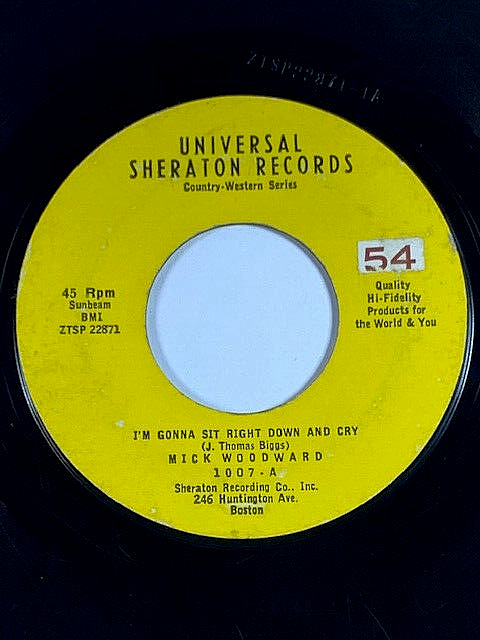 ZTSP22871-1A
UNIVERSAL
SHERATON RECORDS
Country-Western Series
54
45 Rpm
Sunbeam
BMI
ZTSP 22871
Quality
Hi-Fidelity
Products for
the World & You
I'M GONNA SIT RIGHT DOWN AND CRY
(J. Thomas Biggs)
MICK WOODWARD
1007-A
Sheraton Recording Co., Inc.
246 Huntington Ave.
Boston